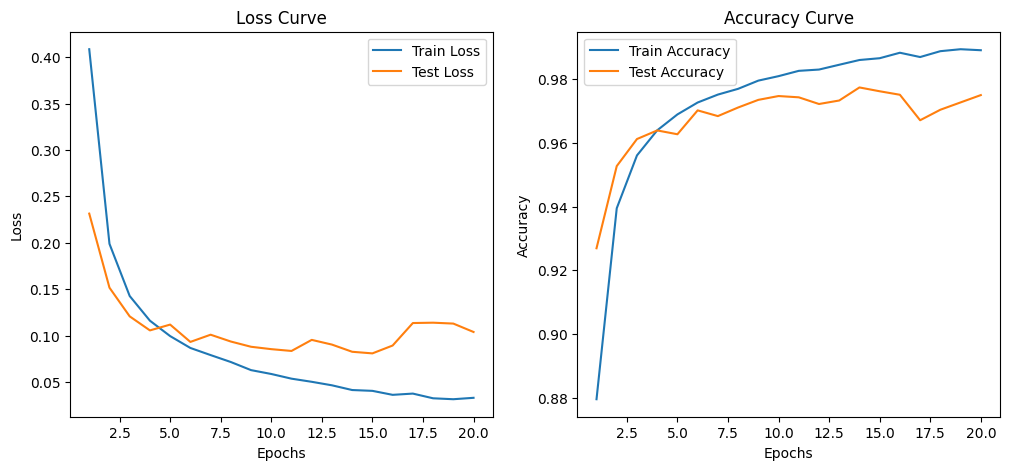 Loss Curve
Train Loss
Test Loss
0.40
0.35
0.30
0.25
0.20
0.15
0.10
0.05
Loss
2.5 5.0 7.5 10.0 12.5 15.0 17.5 20.0
Epochs
Accuracy Curve
Train Accuracy
Test Accuracy
0.98
0.96
0.94
0.92
0.90
0.88
Accuracy
2.5 5.0 7.5 10.0 12.5 15.0 17.5 20.0
Epochs